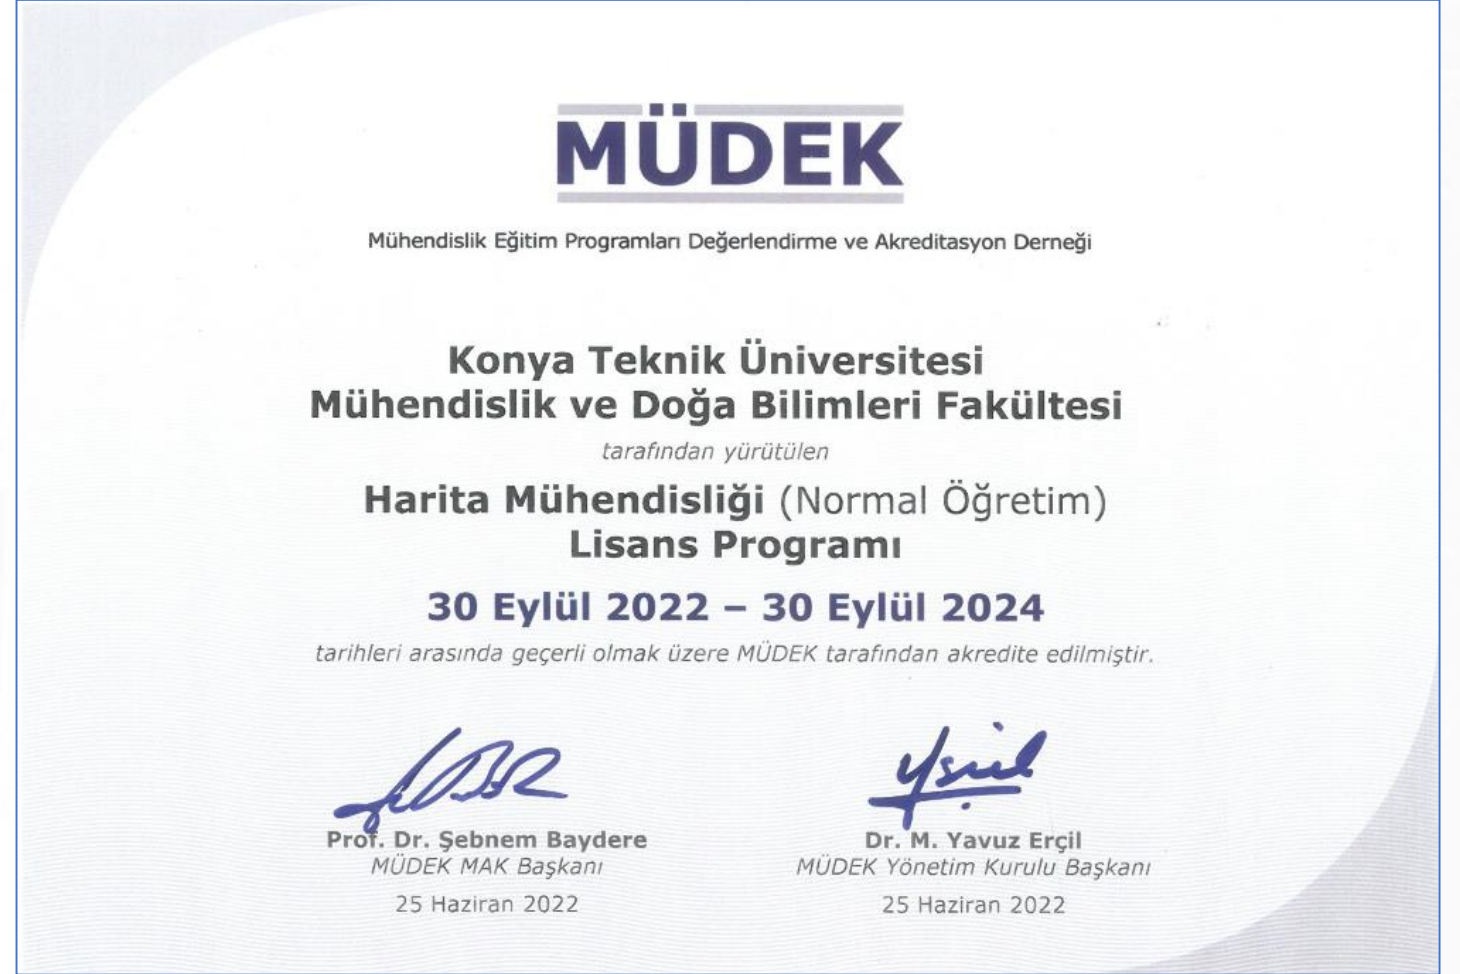 MÜDEK
Mühendislik Eğitim Programları Değerlendirme ve Akreditasyon Derneği
Konya Teknik Üniversitesi
Mühendislik ve Doğa Bilimleri Fakültesi
tarafından yürütülen
Harita Mühendisliği (Normal Öğretim)
Lisans Programı
30 Eylül 2022 – 30 Eylül 2024
tarihleri arasında geçerli olmak üzere MÜDEK tarafından akredite edilmiştir.
Prof. Dr. Şebnem Baydere
MÜDEK MAK Başkanı
25 Haziran 2022
Dr. M. Yavuz Erçil
MÜDEK Yönetim Kurulu Başkanı
25 Haziran 2022